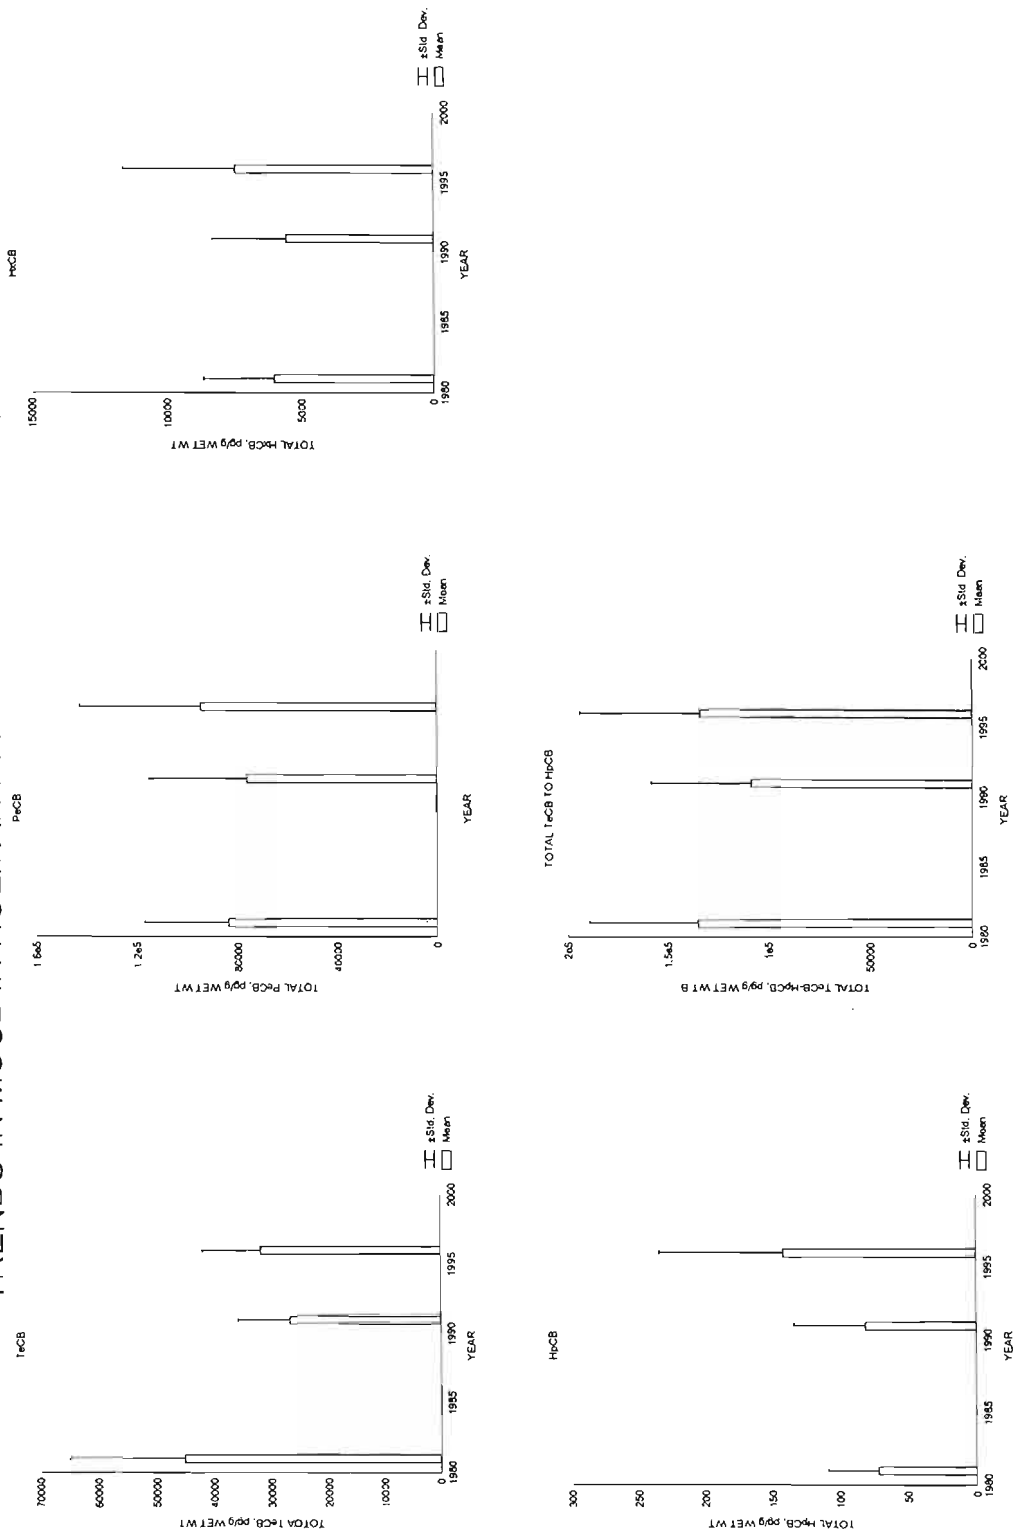 TeCB
TOTOA TeCB, pg/g WET WT
70000
60000
50000
40000
30000
20000
10000
0
1980
1985
1990
1995
2000
YEAR
±Std. Dev.
Mean
PeCB
TOTAL PeCB, pg/g WET WT
1.6e5
1.2e5
80000
40000
0
YEAR
±Std. Dev.
Mean
HxCB
TOTAL HxCB, pg/g WET WT
15000
10000
5000
0
1980
1985
1990
1995
2000
YEAR
±Std. Dev.
Mean
HpCB
TOTAL HpCB, pg/g WET WT
300
250
200
150
100
50
0
1980
1985
1990
1995
2000
YEAR
±Std. Dev.
Mean
TOTAL TeCB TO HpCB
TOTAL TeCB-HpCB, pg/g WET WT B
2e5
1.5e5
1e5
50000
0
1980
1985
1990
1995
2000
YEAR
±Std. Dev.
Mean